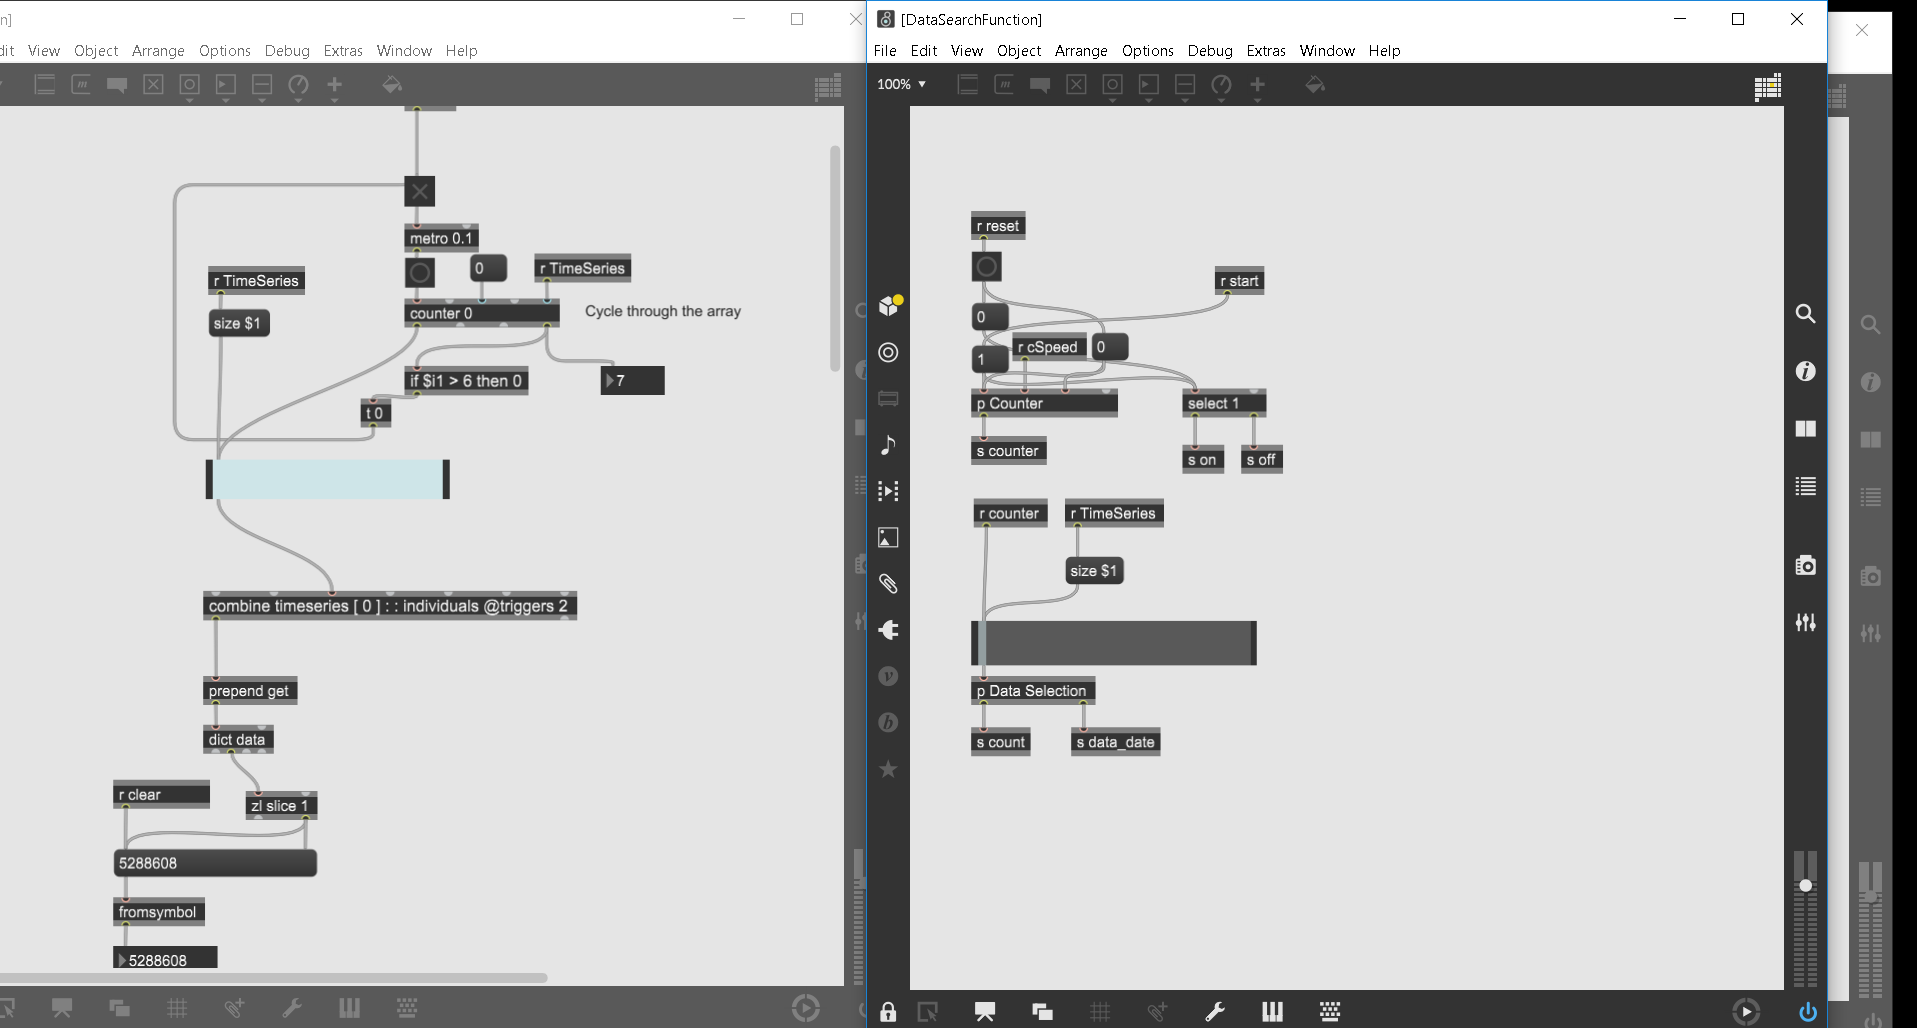 n]
dit View Object Arrange Options Debug Extras Window Help
metro 0.1
0
r TimeSeries
r TimeSeries
size $1
counter 0
Cycle through the array
if $i1 > 6 then 0
7
t 0
combine timeseries [ 0 ] : : individuals @triggers 2
prepend get
dict data
r clear
zl slice 1
5288608
fromsymbol
5288608
[DataSearchFunction]
File Edit View Object Arrange Options Debug Extras Window Help
100%
r reset
r start
0
r cSpeed
0
1
p Counter
select 1
s counter
s on
s off
r counter
r TimeSeries
size $1
p Data Selection
s count
s data_date